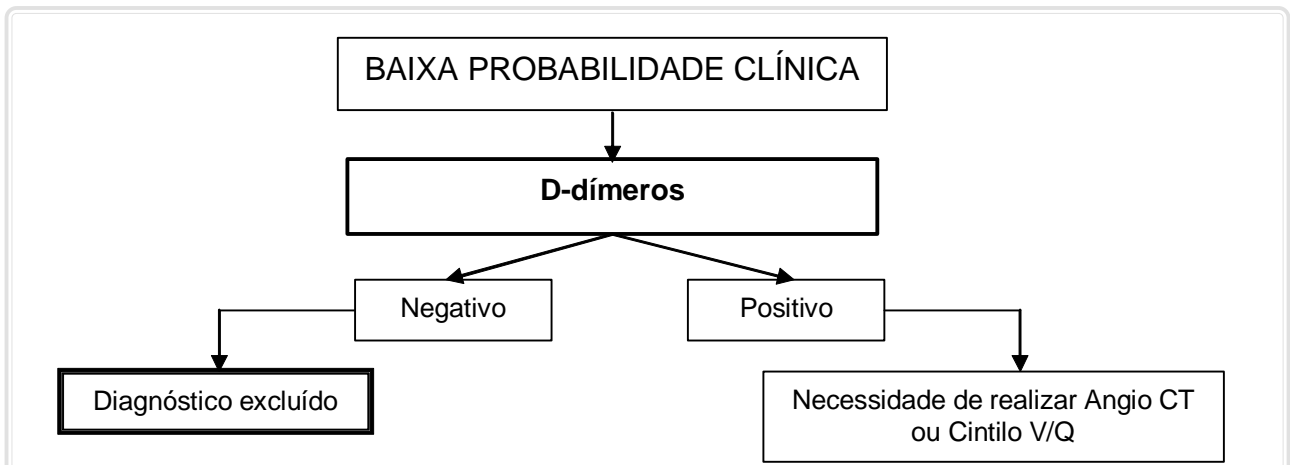 BAIXA PROBABILIDADE CLÍNICA
D-dímeros
Negativo
Positivo
Diagnóstico excluído
Necessidade de realizar Angio CT
ou Cintilo V/Q